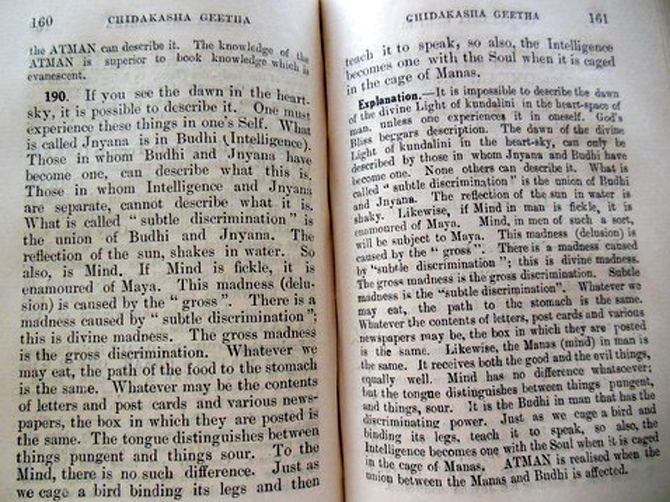 160 CHIDAKASHA GEETHA
the ATMAN can describe it. The knowledge of the
ATMAN is superior to book knowledge which is
evanescent.
190. If you see the dawn in the heart-
sky, it is possible to describe it. One must
experience these things in one's Self. What
is called Jnyana is in Budhi (Intelligence).
Those in whom Budhi and Jnyana have
become one, can describe what this is.
Those in whom Intelligence and Jnyana
are separate, cannot describe what it is.
What is called "subtle discrimination" is
the union of Budhi and Jnyana. The
reflection of the sun, shakes in water. So
also, is Mind. If Mind is fickle, it is
enamoured of Maya. This madness (delu-
sion) is caused by the "gross". There is a
madness caused by "subtle discrimination";
this is divine madness. The gross madness
is the gross discrimination. Whatever we
may eat, the path of the food to the stomach
is the same. Whatever may be the contents
of letters and post cards and various news-
papers, the box in which they are posted is
the same. The tongue distinguishes between
things pungent and things sour. To the
Mind, there is no such difference. Just as
we cage a bird binding its legs and then
CHIDAKASHA GEETHA 161
teach it to speak, so also, the Intelligence
becomes one with the Soul when it is caged
in the cage of Manas.
Explanation.—It is impossible to describe the dawn
of the divine Light of kundalini in the heart-space of
man, unless one experiences it in oneself. God's
Bliss bergars description. The dawn of the divine
Light of kundalini in the heart-sky, can only be
described by those in whom Jnyana and Budhi have
become one. None others can describe it. What is
called "subtle discrimination" is the union of Budhi
and Jnyana. The reflection of the sun in water is
shaky. Likewise, if Mind in man is fickle, it is
enamoured of Maya. Mind, in men of such a sort,
will be subject to Maya. This madness (delusion) is
caused by the "gross". There is a madness caused
by "subtle discrimination"; this is divine madness.
The gross madness is the gross discrimination. Subtle
madness is the "subtle discrimination". Whatever we
may eat, the path to the stomach is the same.
Whatever the contents of letters, post cards and various
newspapers may be, the box in which they are posted
is the same. Likewise, the Manas (mind) in man is
the same. It receives both the good and the evil things,
equally well. Mind has no difference whatsoever;
but the tongue distinguishes between things pungent,
and things, sour. It is the Budhi in man that has the
discriminating power. Just as we cage a bird and
binding its legs, teach it to speak, so also, the
Intelligence becomes one with the Soul when it is caged
in the cage of Manas. ATMAN is realised when the
union between the Manas and Budhi is affected.